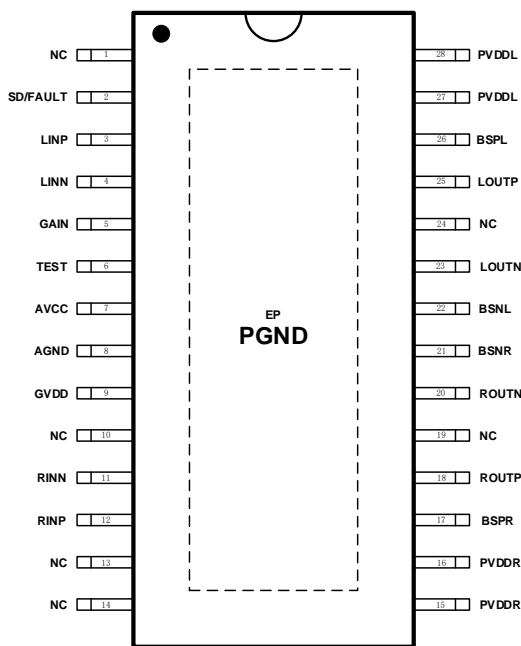 NC 1
SD/FAULT 2
LINP 3
LINN 4
GAIN 5
TEST 6
AVCC 7
AGND 8
GVDD 9
NC 10
RINN 11
RINP 12
NC 13
NC 14
EP
PGND
28 PVDDL
27 PVDDL
26 BSPL
25 LOUTP
24 NC
23 LOUTN
22 BSNL
21 BSNR
20 ROUTN
19 NC
18 ROUTP
17 BSPR
16 PVDDR
15 PVDDR